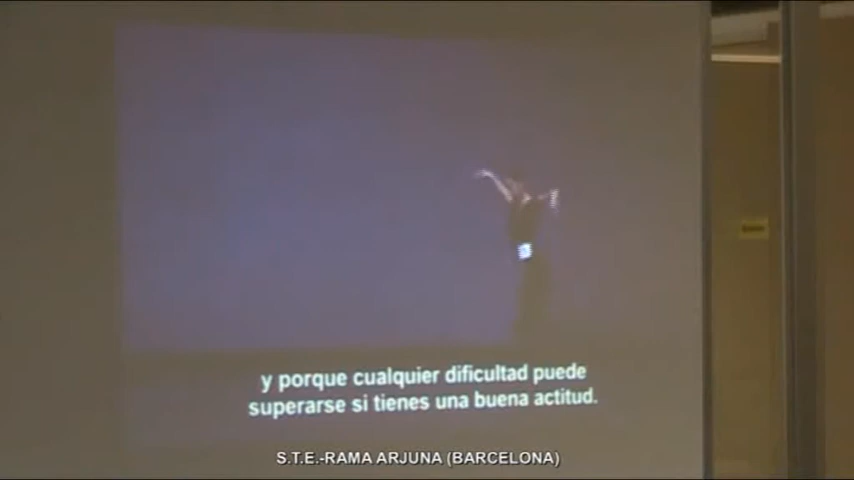 y porque cualquier dificultad puede
superarse si tienes una buena actitud.
S.T.E.-RAMA ARJUNA (BARCELONA)